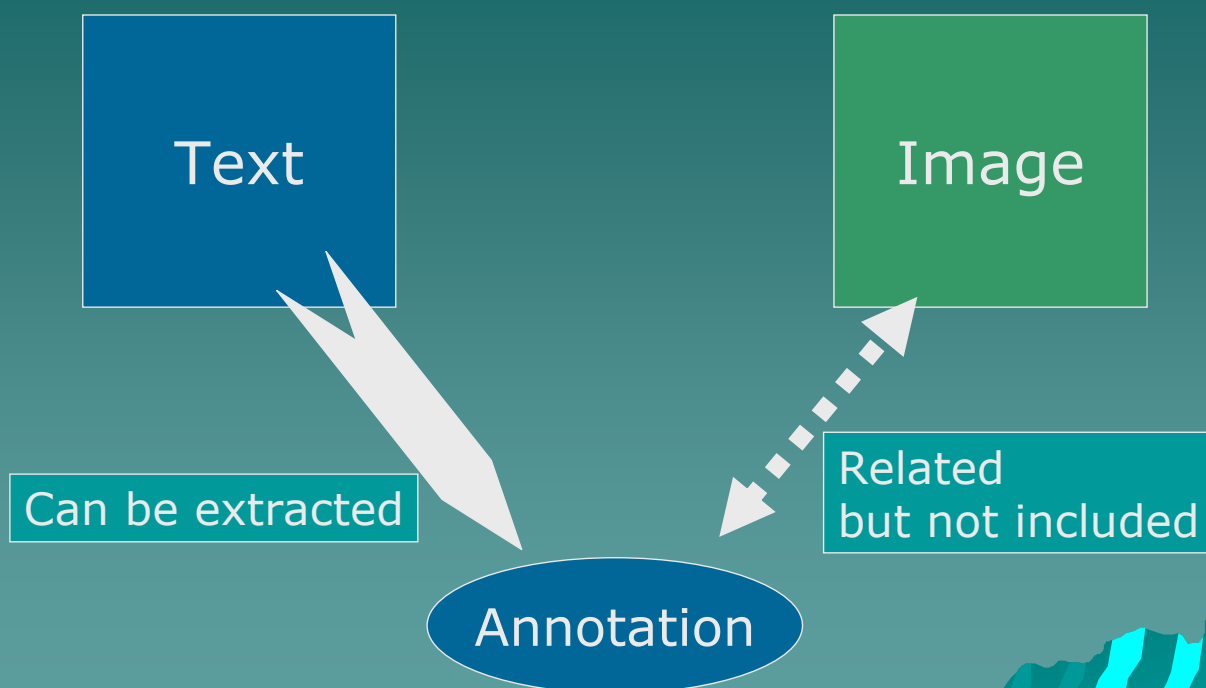 Text
Image
Can be extracted
Related
but not included
Annotation